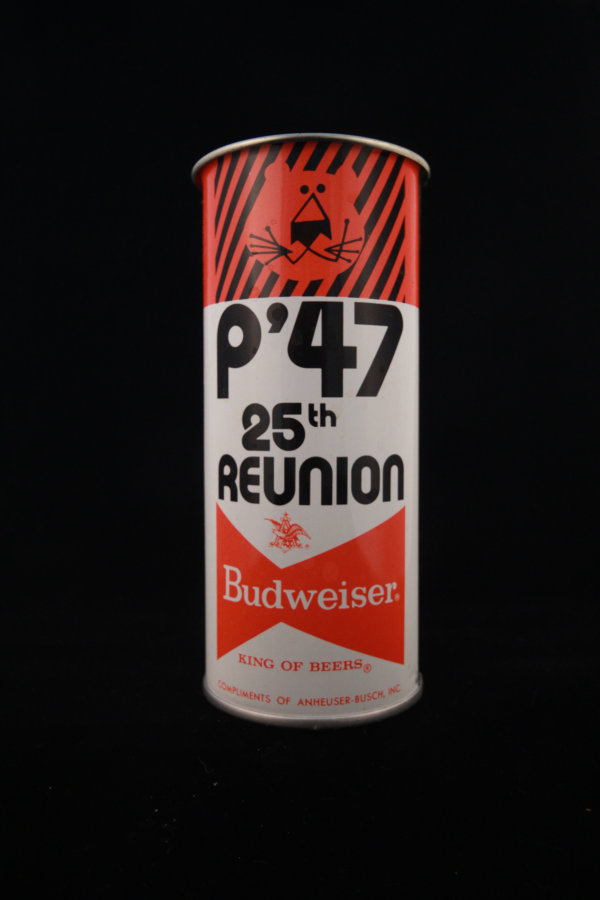 P'47
25th
REUNION
Budweiser®
KING OF BEERS®
COMPLIMENTS OF ANHEUSER-BUSCH, INC.